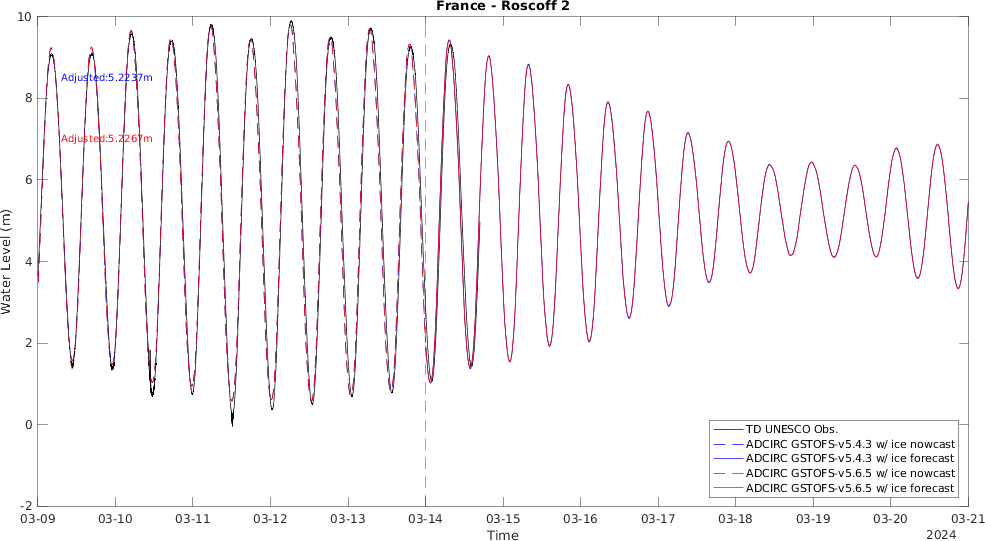 France - Roscoff 2
10
8
6
4
2
0
-2
Water Level (m)
Adjusted:5.2237m
Adjusted:5.2267m
TD UNESCO Obs.
ADCIRC GSTOFS-v5.4.3 w/ ice nowcast
ADCIRC GSTOFS-v5.4.3 w/ ice forecast
ADCIRC GSTOFS-v5.6.5 w/ ice nowcast
ADCIRC GSTOFS-v5.6.5 w/ ice forecast
03-09 03-10 03-11 03-12 03-13 03-14 03-15 03-16 03-17 03-18 03-19 03-20 03-21
Time
2024